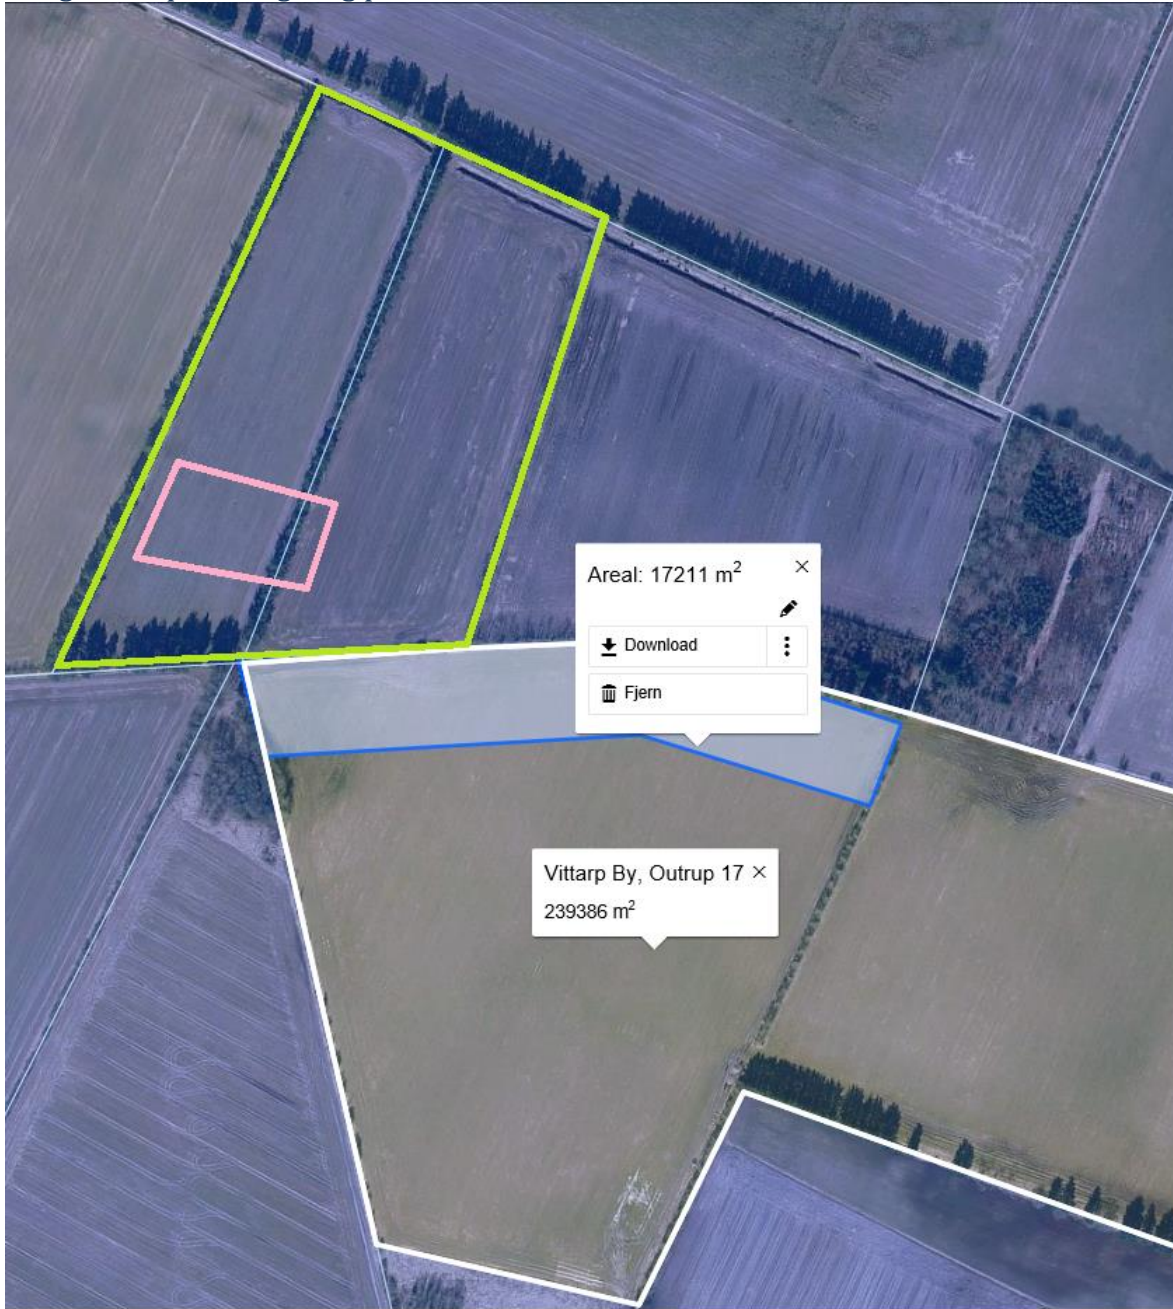 Areal: 17211 m²
Download
Fjern
Vittarp By, Outrup 17
239386 m²